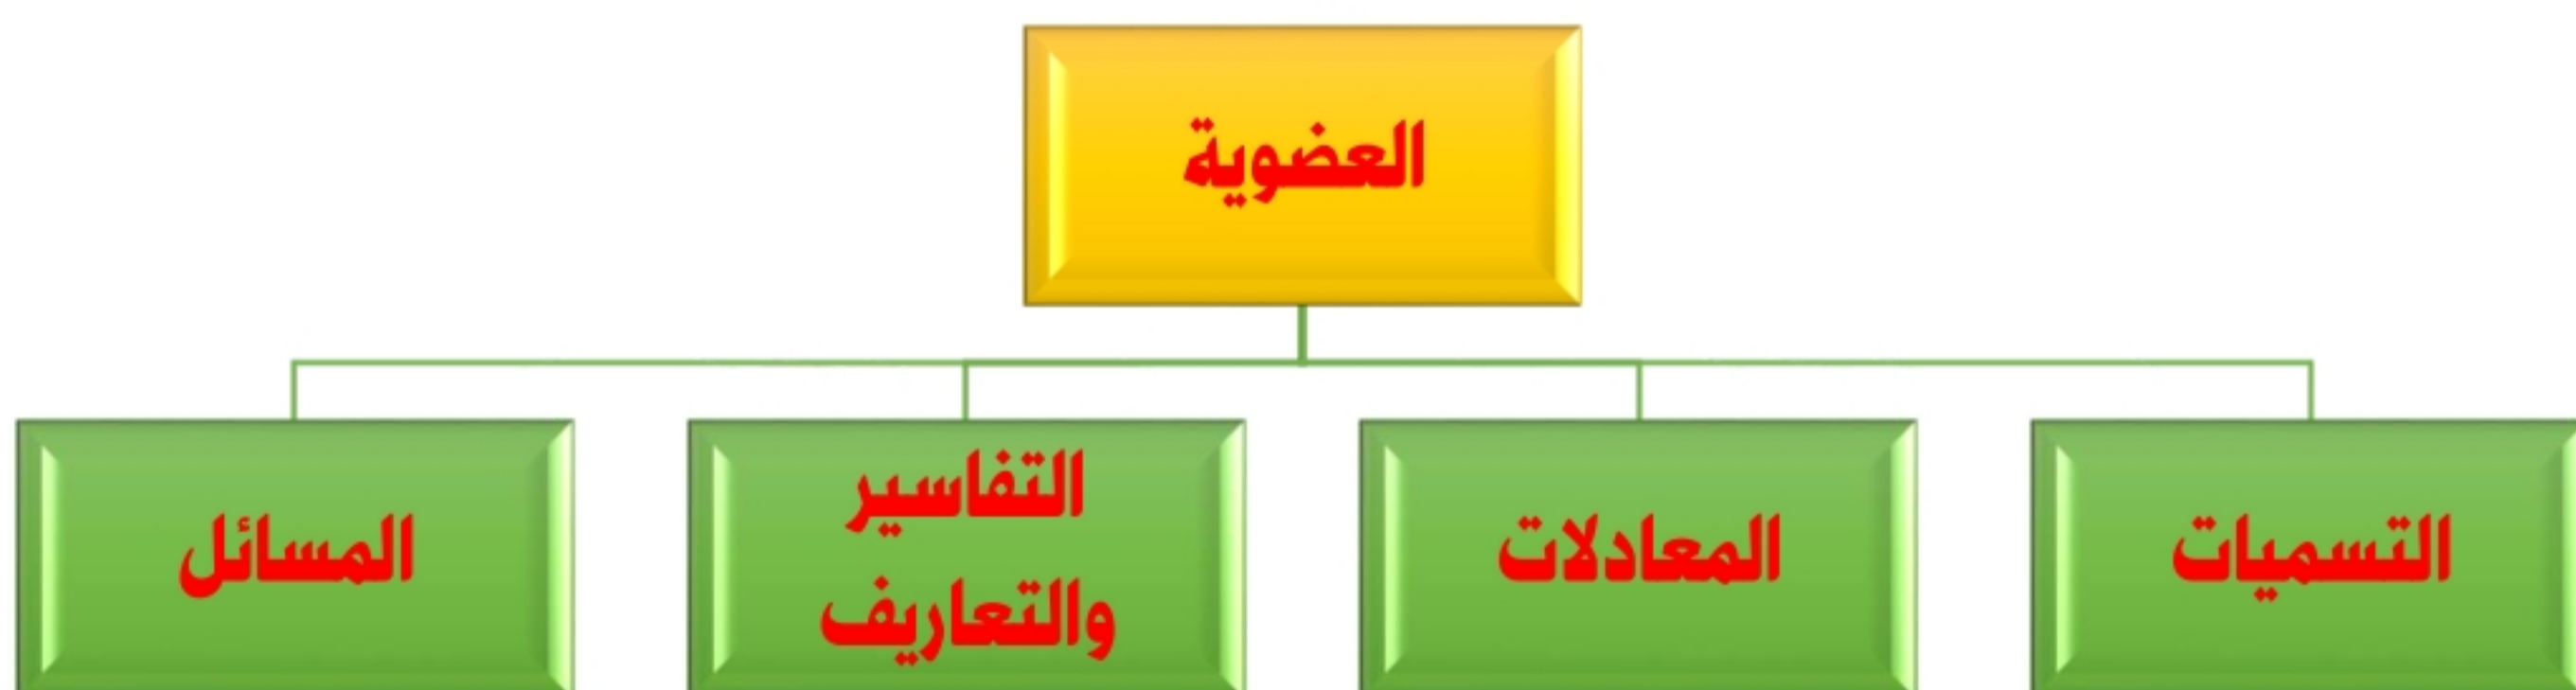 العضوية
التسميات
المعادلات
التفاسير
والتعاريف
المسائل